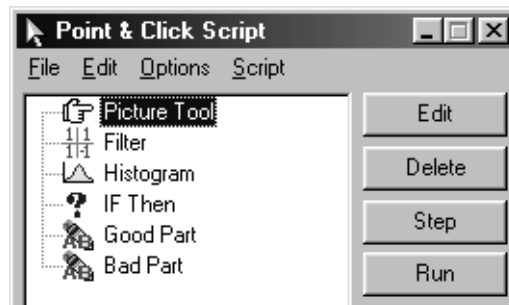 Point & Click Script
File Edit Options Script
Picture Tool
Filter
Histogram
IF Then
Good Part
Bad Part
Edit
Delete
Step
Run